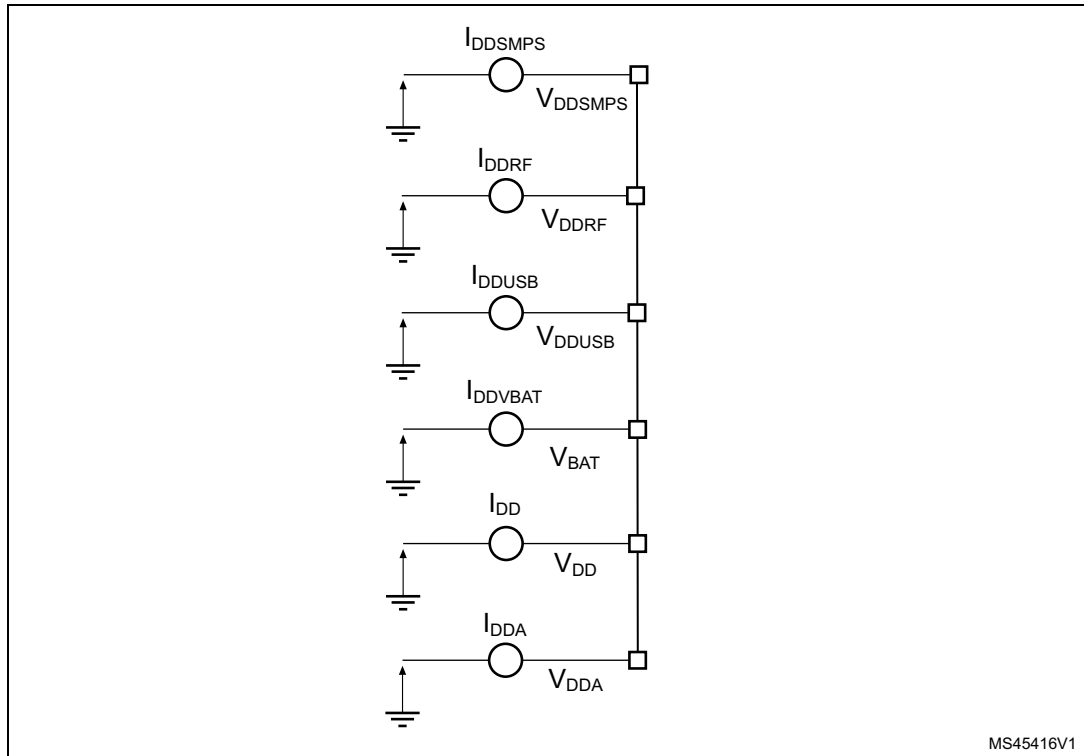 IDDSMPS
VDDSMPS
IDDRF
VDDRF
IDDUSB
VDDUSB
IDDVBAT
VBAT
IDD
VDD
IDDA
VDDA
MS45416V1